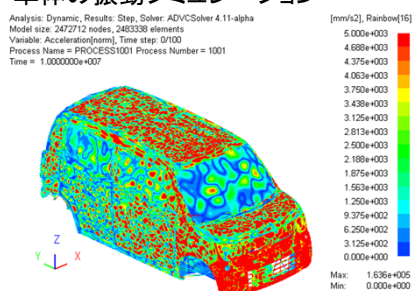 車体の振動シミュレーション
Analysis: Dynamic, Results: Step, Solver: ADVCSolver 4.11-alpha
Model size: 2472712 nodes, 2483338 elements
Variable: Acceleration[norm], Time step: 0/100
Process Name = PROCESS1001 Process Number = 1001
Time = 1.0000000e+007
[mm/s2], Rainbow[16]
5.000e+003
4.688e+003
4.375e+003
4.063e+003
3.750e+003
3.438e+003
3.125e+003
2.813e+003
2.500e+003
2.188e+003
1.875e+003
1.563e+003
1.250e+003
9.375e+002
6.250e+002
3.125e+002
0.000e+000
Max: 1.636e+005
Min: 0.000e+000
Z
Y
X